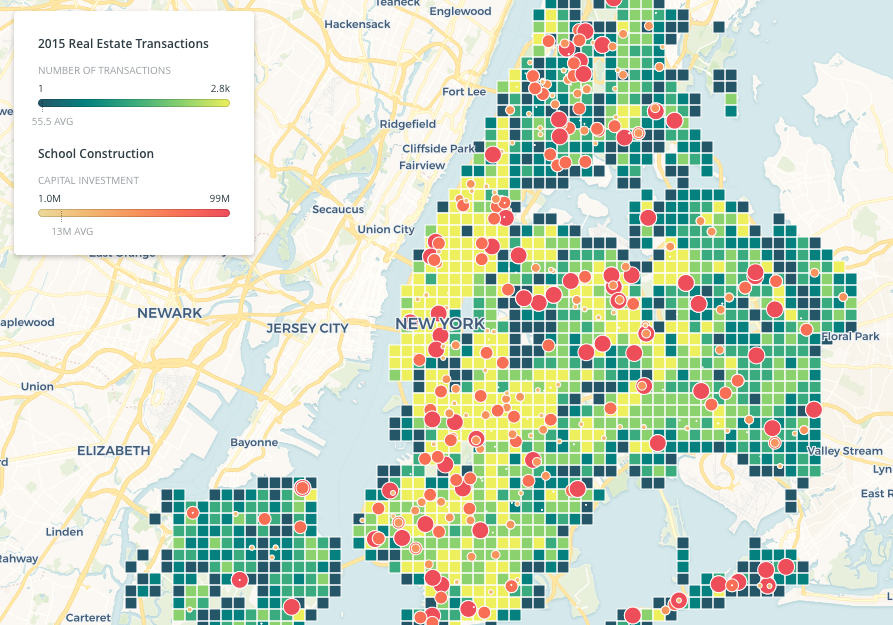 Teaneck
Englewood
Hackensack
2015 Real Estate Transactions
NUMBER OF TRANSACTIONS
1 2.8k
55.5 AVG
Fort Lee
Ridgefield
School Construction
Cliffside Park
Fairview
CAPITAL INVESTMENT
1.0M 99M
Secaucus
13M AVG
Union City
East Orange
NEWARK
aplewood
JERSEY CITY
NEW YORK
Floral Park
Union
Bayonne
ELIZABETH
Valley Stream
rd
Lyn
East R
Linden
Rahway
Carteret
L